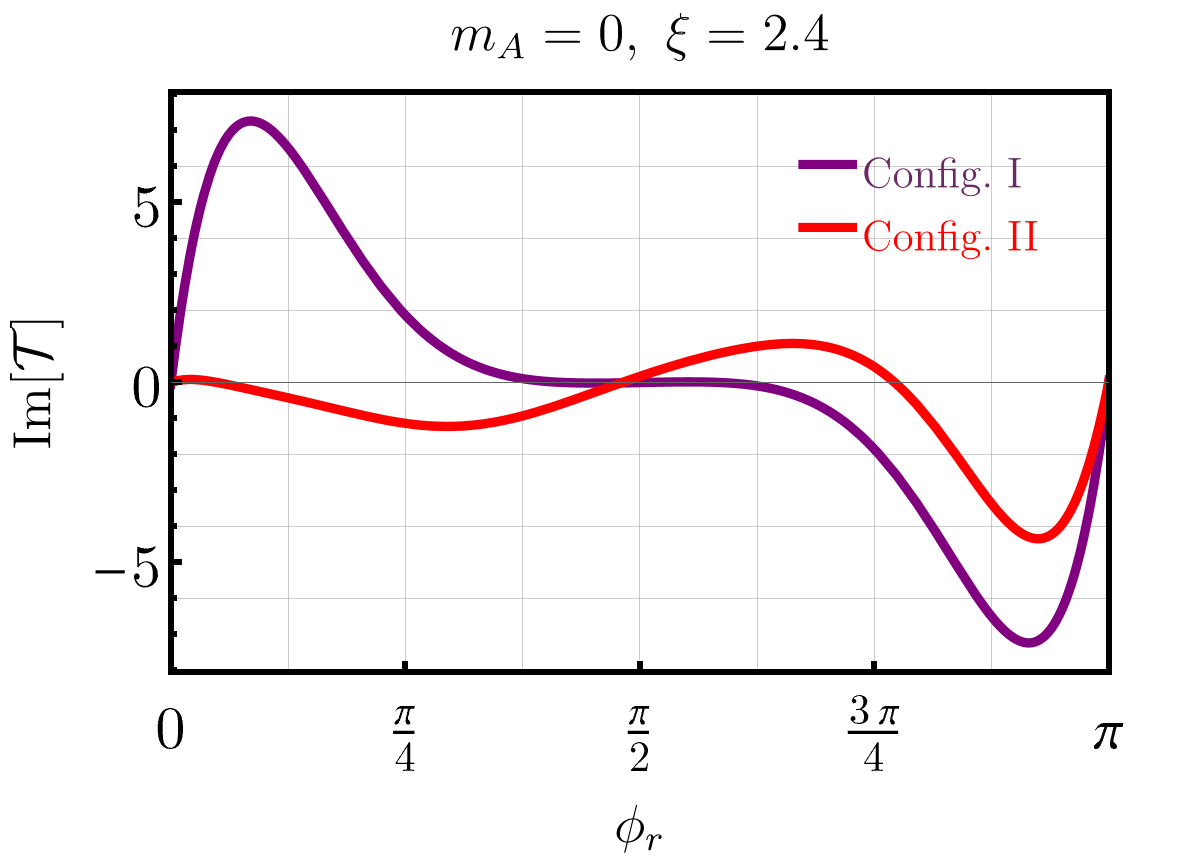 m_A = 0, ξ = 2.4
Config. I
Config. II
Im[𝒯]
5
0
−5
0
π/4
π/2
3π/4
π
ϕ_r